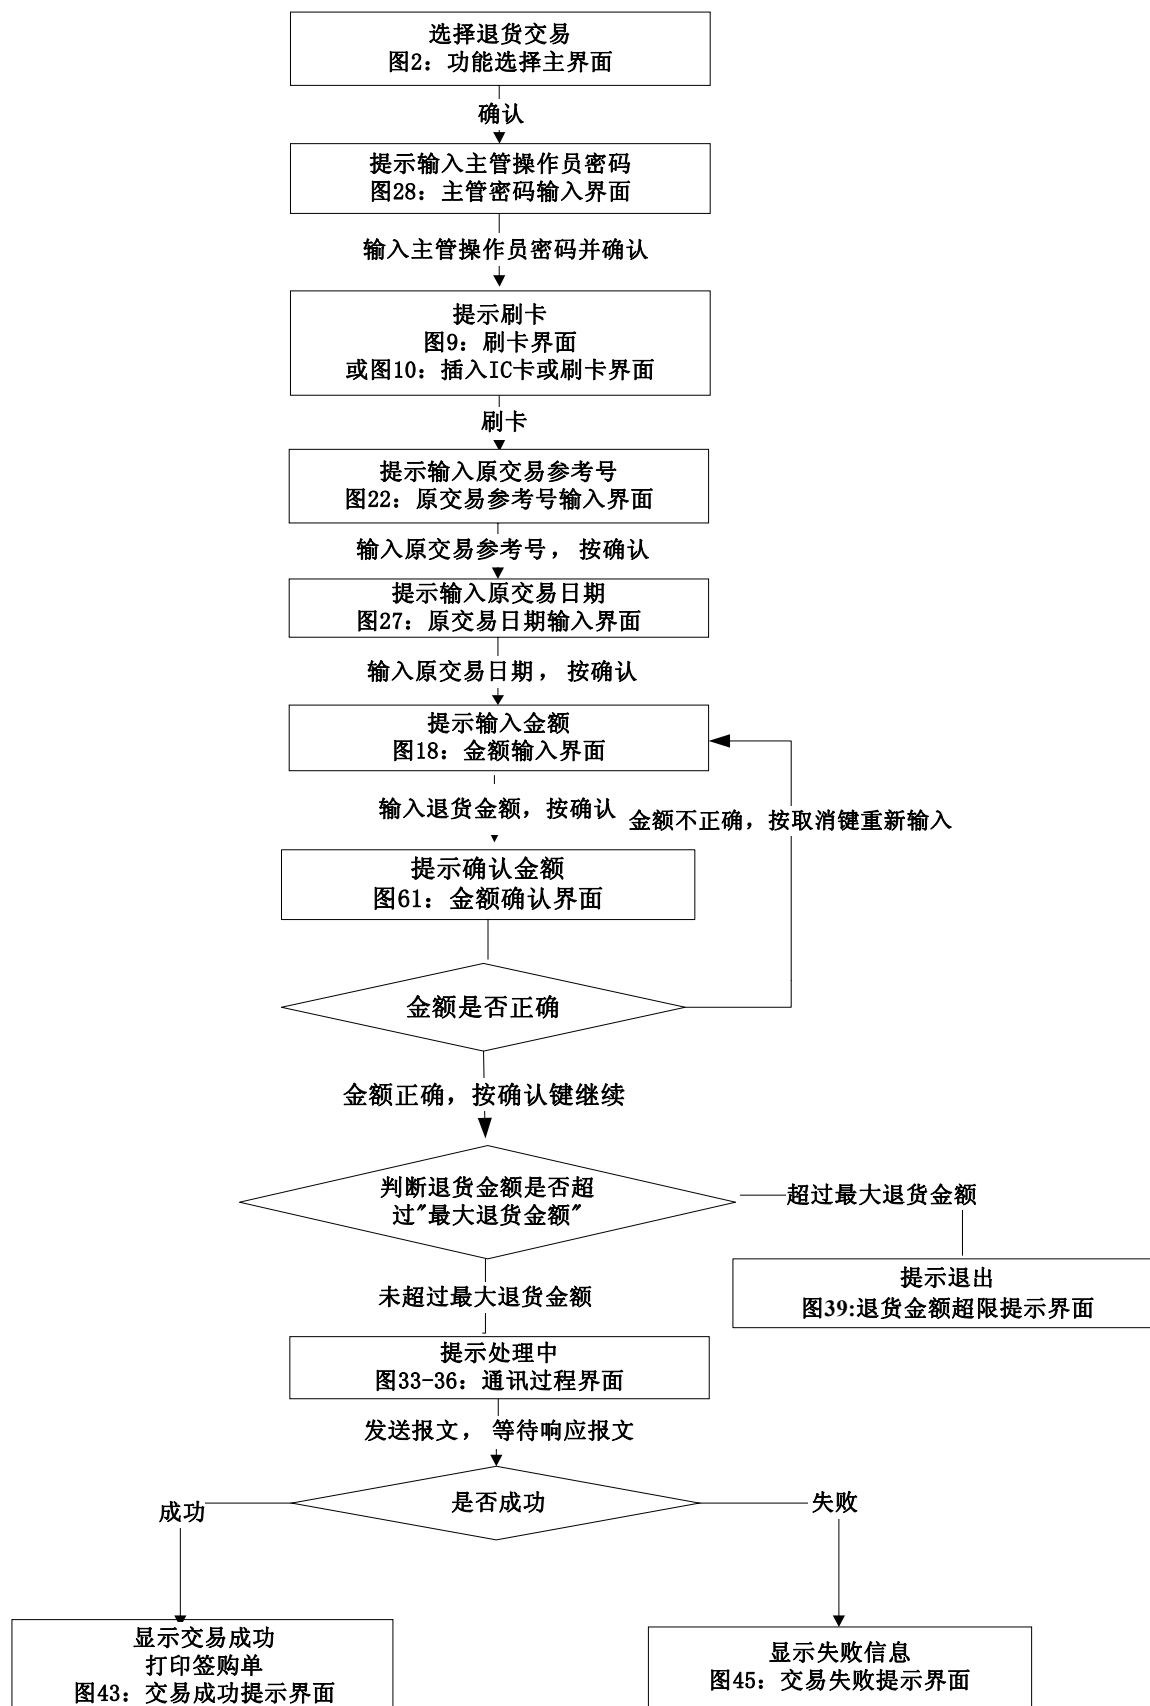 选择退货交易
图2：功能选择主界面
确认
提示输入主管操作员密码
图28：主管密码输入界面
输入主管操作员密码并确认
提示刷卡
图9：刷卡界面
或图10：插入IC卡或刷卡界面
刷卡
提示输入原交易参考号
图22：原交易参考号输入界面
输入原交易参考号，按确认
提示输入原交易日期
图27：原交易日期输入界面
输入原交易日期，按确认
提示输入金额
图18：金额输入界面
输入退货金额，按确认
金额不正确，按取消键重新输入
提示确认金额
图61：金额确认界面
金额是否正确
金额正确，按确认键继续
判断退货金额是否超
过"最大退货金额"
超过最大退货金额
提示退出
图39:退货金额超限提示界面
未超过最大退货金额
提示处理中
图33-36：通讯过程界面
发送报文，等待响应报文
是否成功
成功
失败
显示交易成功
打印签购单
图43：交易成功提示界面
显示失败信息
图45：交易失败提示界面